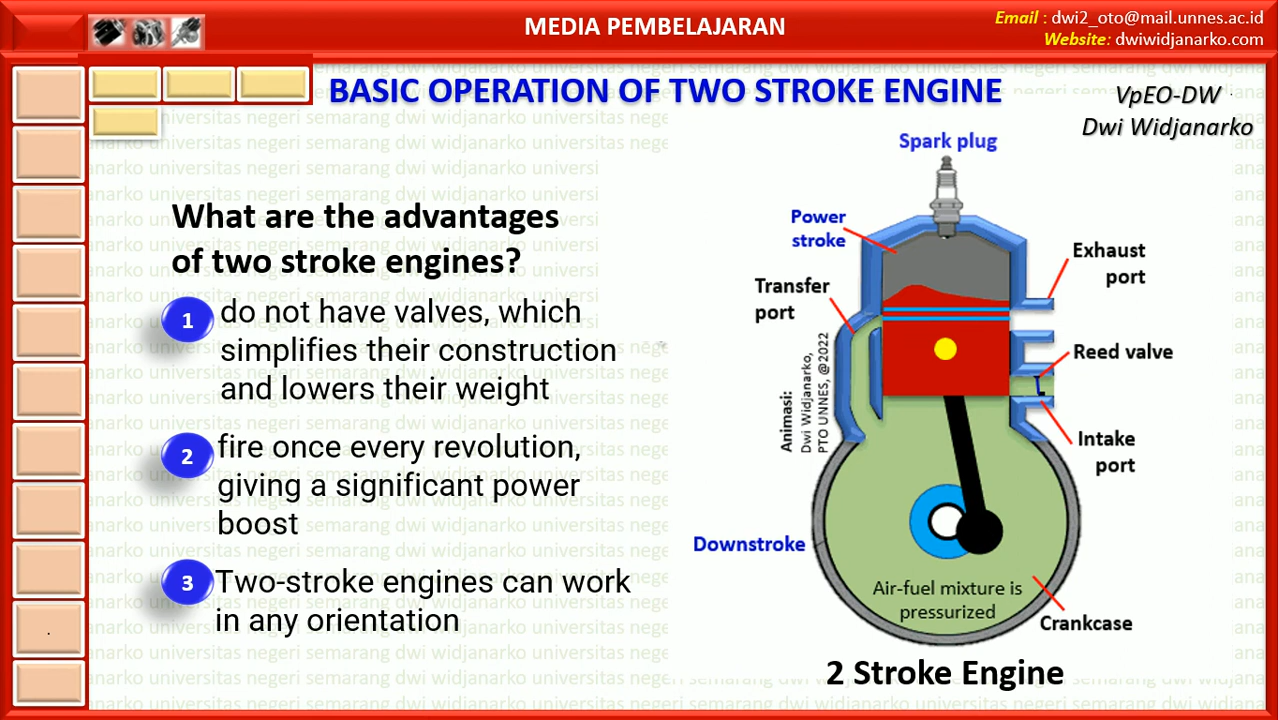 MEDIA PEMBELAJARAN
Email : dwi2_oto@mail.unnes.ac.id
Website: dwiwidjanarko.com
BASIC OPERATION OF TWO STROKE ENGINE
VpEO-DW
Dwi Widjanarko
What are the advantages
of two stroke engines?
1 do not have valves, which
simplifies their construction
and lowers their weight
2 fire once every revolution,
giving a significant power
boost
3 Two-stroke engines can work
in any orientation
Spark plug
Power
stroke
Exhaust
port
Transfer
port
Reed valve
Animasi:
Dwi Widjanarko,
PTO UNNES, @2022
Intake
port
Downstroke
Air-fuel mixture is
pressurized
Crankcase
2 Stroke Engine